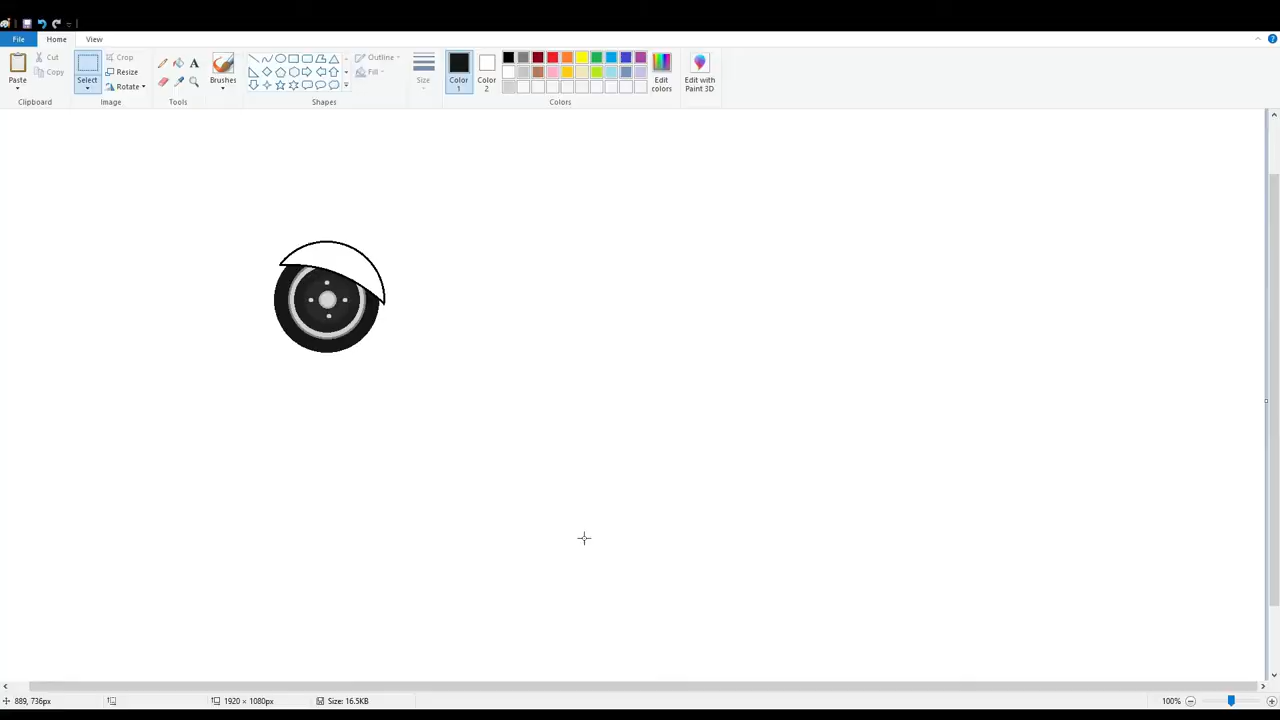 File Home View
Paste Cut Copy Clipboard
Select Crop Resize Rotate Image
Tools
Brushes
Shapes Outline Fill
Size
Color 1
Color 2
Edit colors
Colors
Edit with Paint 3D
889, 736px 1920 × 1080px Size: 16.5KB 100%